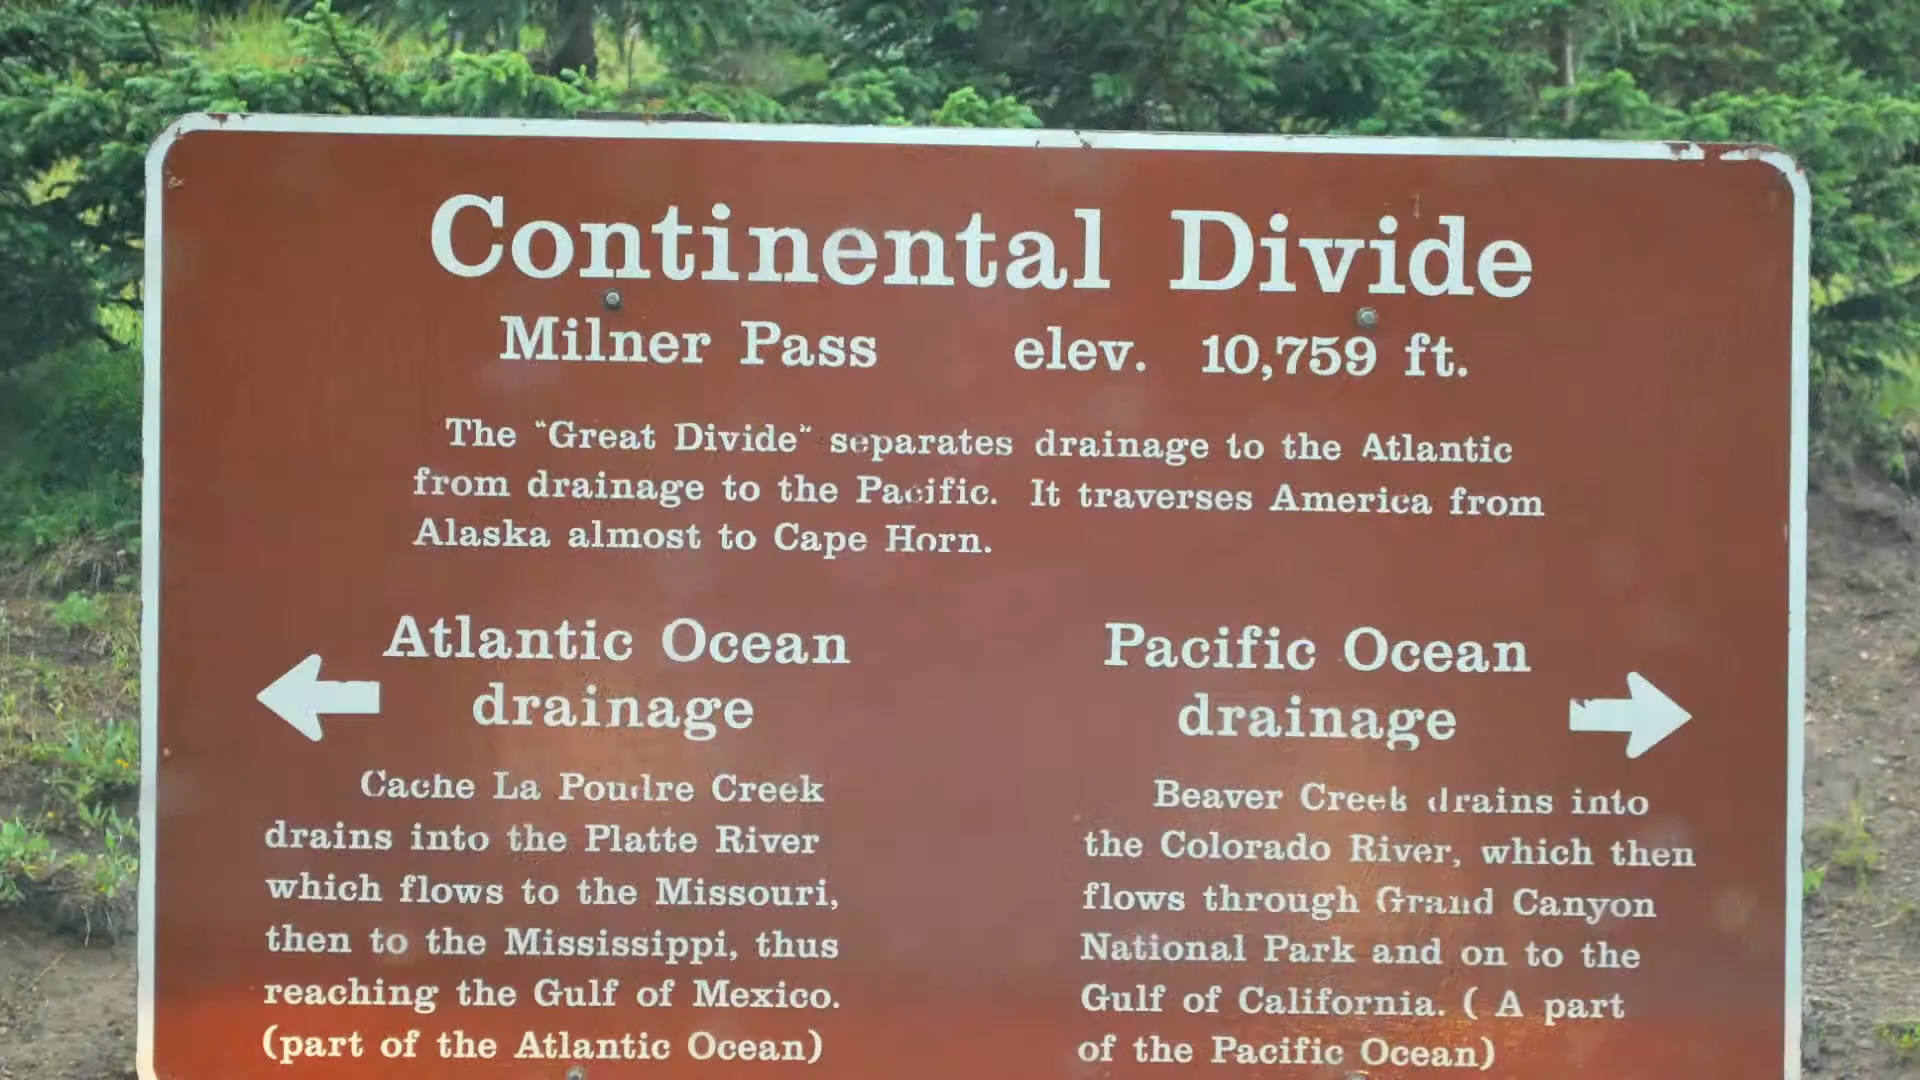 Continental Divide
Milner Pass elev. 10,759 ft.
The "Great Divide" separates drainage to the Atlantic
from drainage to the Pacific. It traverses America from
Alaska almost to Cape Horn.
Atlantic Ocean
drainage
Cache La Poudre Creek
drains into the Platte River
which flows to the Missouri,
then to the Mississippi, thus
reaching the Gulf of Mexico.
(part of the Atlantic Ocean)
Pacific Ocean
drainage
Beaver Creek drains into
the Colorado River, which then
flows through Grand Canyon
National Park and on to the
Gulf of California. ( A part
of the Pacific Ocean)